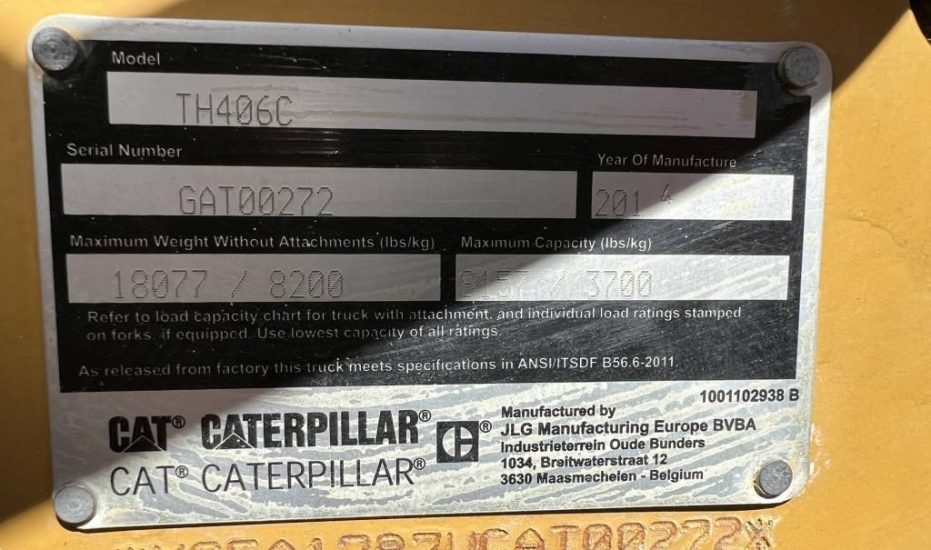 Model
TH406C
Serial Number
Year Of Manufacture
GAT00272
2014
Maximum Weight Without Attachments (lbs/kg)
Maximum Capacity (lbs/kg)
18077 / 8200
8157 / 3700
Refer to load capacity chart for truck with attachment, and individual load ratings stamped
on forks, if equipped. Use lowest capacity of all ratings.
As released from factory this truck meets specifications in ANSI/ITSDF B56.6-2011.
1001102938 B
CAT® CATERPILLAR®
CAT® CATERPILLAR®
C®
Manufactured by
JLG Manufacturing Europe BVBA
Industrieterrein Oude Bunders
1034, Breitwaterstraat 12
3630 Maasmechelen - Belgium